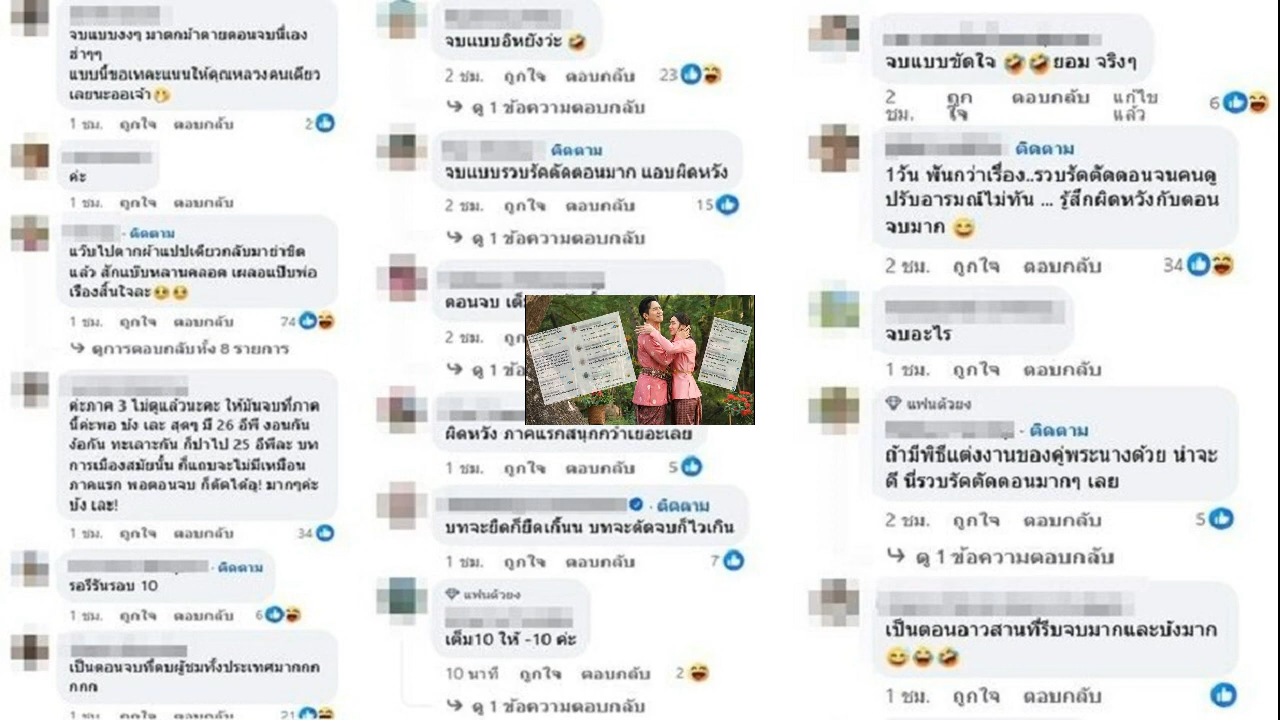 จบแบบงงๆ มาตกม้าตายตอนจบนี่เอง
ฮ่าๆๆ
แบบนี้ขอเทคะแนนให้คุณหลวงคนเดียว
เลยนะออเจ้า🤭
1 ชม. ถูกใจ ตอบกลับ 2
ค่ะ
1 ชม. ถูกใจ ตอบกลับ
· ติดตาม
แว๊บไปตากผ้าแปปเดียวกลับมาย่าชิด
แล้ว สักแป๊บหลานคลอด เผลอแป๊บพ่อ
เรืองสิ้นใจละ🥹🥹
1 ชม. ถูกใจ ตอบกลับ 74
ดูการตอบกลับทั้ง 8 รายการ
ค่ะภาค 3 ไม่ดูแล้วนะคะ ให้มันจบที่ภาค
นี้ค่ะพอ บ้ง เละ สุดๆ มี 26 อีพี งอนกัน
ง้อกัน ทะเลาะกัน ก็ปาไป 25 อีพีละ บท
การเมืองสมัยนั้น ก็แถบจะไม่มีเหมือน
ภาคแรก พอตอนจบ ก็ตัดได้อู! มากๆค่ะ
บ้ง เละ!
1 ชม. ถูกใจ ตอบกลับ 34
· ติดตาม
รอรีรันรอบ 10
1 ชม. ถูกใจ ตอบกลับ 6
เป็นตอนจบที่ตบผู้ชมทั้งประเทศมากกก
กกก
1 ชม. ถูกใจ ตอบกลับ 21
จบแบบอิหยังว่ะ 🤣
2 ชม. ถูกใจ ตอบกลับ 23
ดู 1 ข้อความตอบกลับ
ติดตาม
จบแบบรวบรัดตัดตอนมาก แอบผิดหวัง
2 ชม. ถูกใจ ตอบกลับ 15
ดู 1 ข้อความตอบกลับ
ตอนจบ
2 ชม.
ดู 1
ผิดหวัง ภาคแรกสนุกกว่าเยอะเลย
1 ชม. ถูกใจ ตอบกลับ 5
· ติดตาม
บทจะยืดก็ยืดเกิ๊นน บทจะตัดจบก็ไวเกิน
1 ชม. ถูกใจ ตอบกลับ 7
แฟนตัวยง
เต็ม10 ให้ -10 ค่ะ
10 นาที ถูกใจ ตอบกลับ 2
ดู 1 ข้อความตอบกลับ
จบแบบขัดใจ 🤣🤣ยอม จริงๆ
2 ชม. ถูกใจ ตอบกลับ แก้ไขแล้ว 6
ติดตาม
1วัน พันกว่าเรื่อง..รวบรัดตัดตอนจนคนดู
ปรับอารมณ์ไม่ทัน ... รู้สึกผิดหวังกับตอน
จบมาก 😅
2 ชม. ถูกใจ ตอบกลับ 34
จบอะไร
1 ชม. ถูกใจ ตอบกลับ
แฟนตัวยง
· ติดตาม
ถ้ามีพิธีแต่งงานของคู่พระนางด้วย น่าจะ
ดี นี่รวบรัดตัดตอนมากๆ เลย
2 ชม. ถูกใจ ตอบกลับ 5
ดู 1 ข้อความตอบกลับ
เป็นตอนอวสานที่รีบจบมากและบ้งมาก
😅😂🤣
1 ชม. ถูกใจ ตอบกลับ